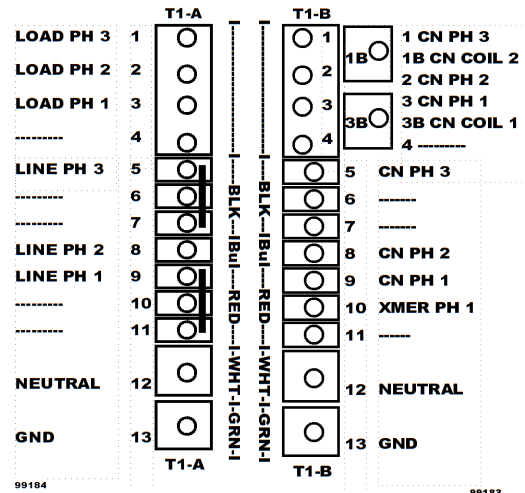 T1-A T1-B
LOAD PH 3 1 1 1 CN PH 3
1B 1B CN COIL 2
LOAD PH 2 2 2 2 CN PH 2
LOAD PH 1 3 3 3 CN PH 1
3B 3B CN COIL 1
--------- 4 4 4 ---------
LINE PH 3 5 5 CN PH 3
--------- 6 6 -------
--------- 7 7 -------
LINE PH 2 8 8 CN PH 2
LINE PH 1 9 9 CN PH 1
--------- 10 10 XMER PH 1
--------- 11 11 ------
NEUTRAL 12 12 NEUTRAL
GND 13 13 GND
I--------------I---BLK---IBul---RED---I-WHT-I-GRN-I
I--------------I---BLK---IBul---RED---I-WHT-I-GRN-I
T1-A T1-B
99184 99183